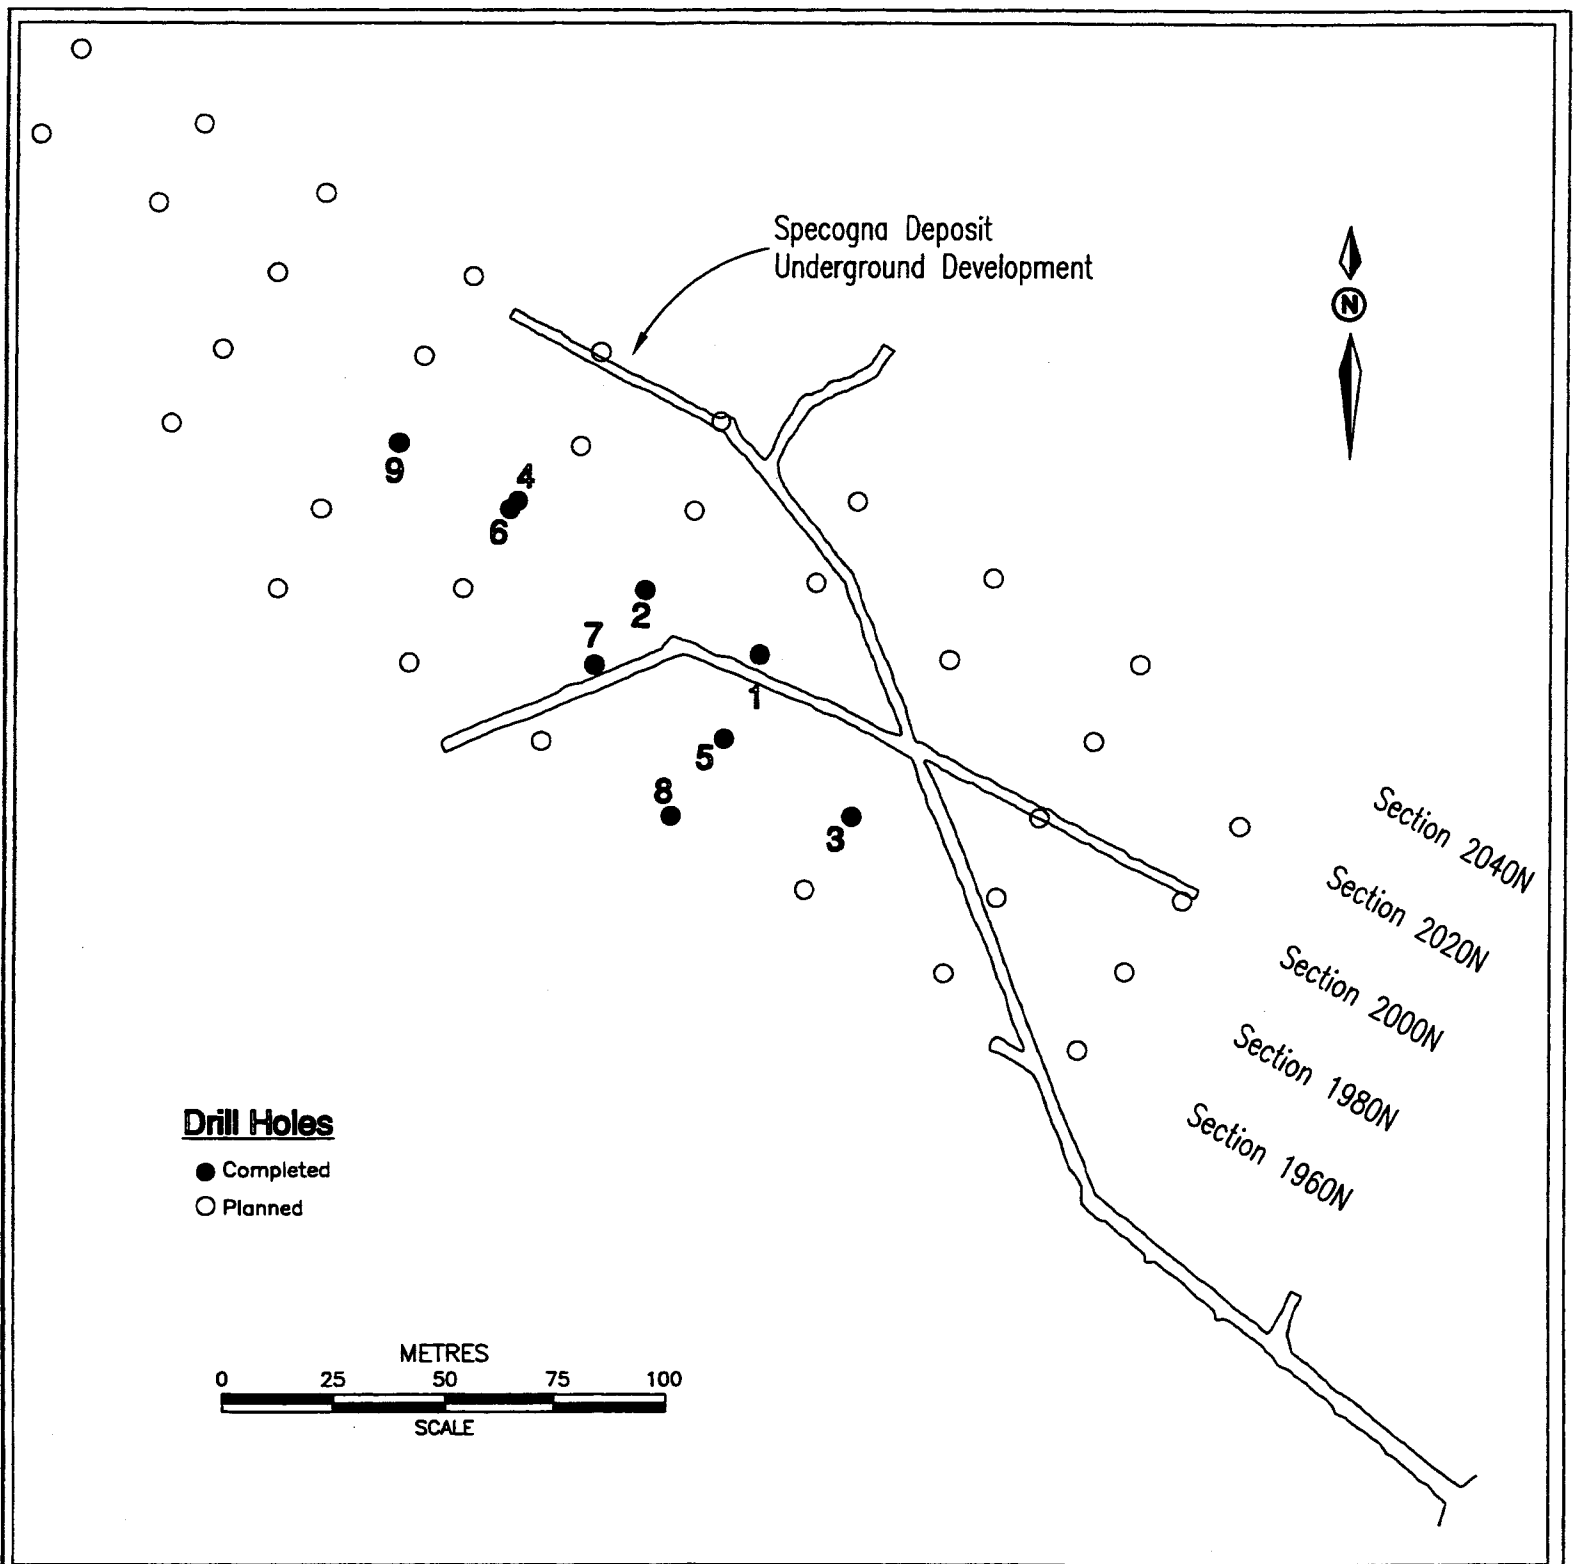 Specogna Deposit
Underground Development
N
9
4
6
2
7
1
5
8
3
Section 2040N
Section 2020N
Section 2000N
Section 1980N
Section 1960N
Drill Holes
Completed
Planned
METRES
0 25 50 75 100
SCALE